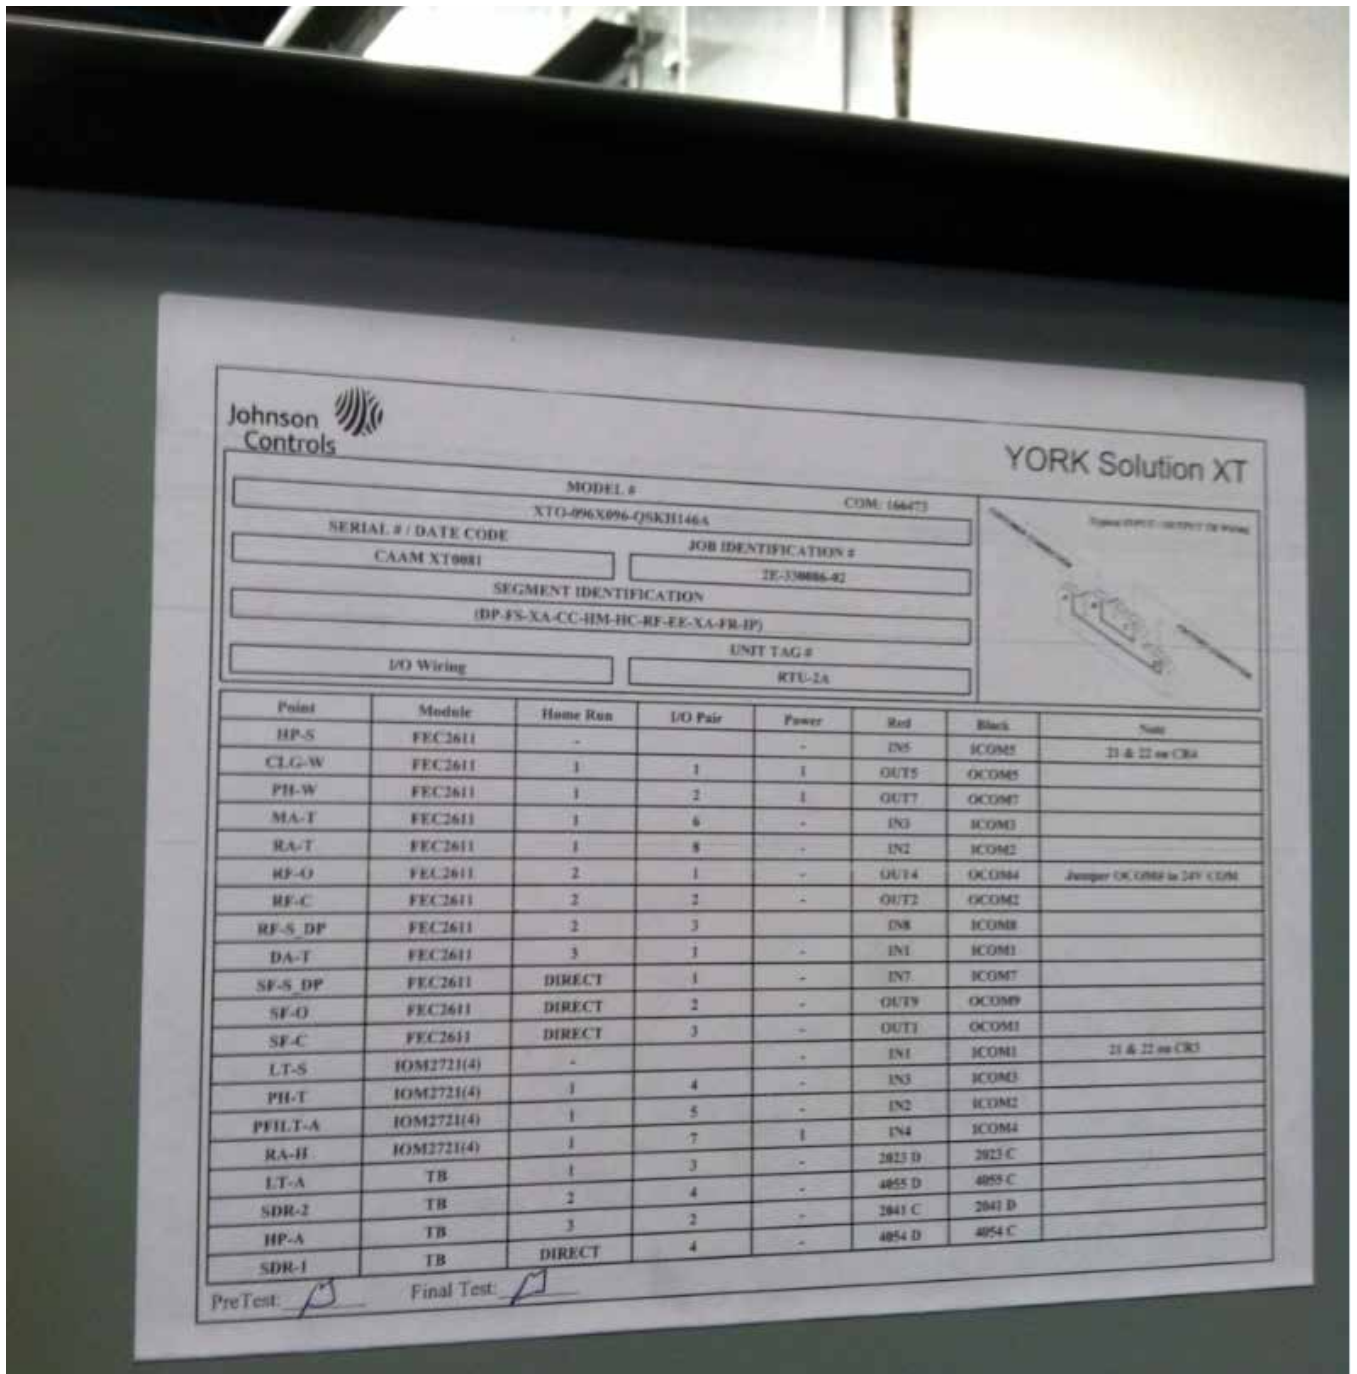 Johnson
Controls
YORK Solution XT
MODEL # COM: 166473
XTO-096X096-QSKH146A
SERIAL # / DATE CODE JOB IDENTIFICATION #
CAAM XT0081 2E-330086-02
SEGMENT IDENTIFICATION
(DP-FS-XA-CC-HM-HC-RF-EE-XA-FR-IP)
UNIT TAG #
I/O Wiring RTU-2A
Typical INPUT / OUTPUT TB Wiring
Point Module Home Run I/O Pair Power Red Black Note
HP-S FEC2611 - - IN5 ICOM5 21 & 22 on CR4
CLG-W FEC2611 1 1 1 OUT5 OCOM5
PH-W FEC2611 1 2 1 OUT7 OCOM7
MA-T FEC2611 1 6 - IN3 ICOM3
RA-T FEC2611 1 8 - IN2 ICOM2
RF-O FEC2611 2 1 - OUT4 OCOM4 Jumper to 24V COM
RF-C FEC2611 2 2 - OUT2 OCOM2
RF-S_DP FEC2611 2 3 IN8 ICOM8
DA-T FEC2611 3 1 - IN1 ICOM1
SF-S_DP FEC2611 DIRECT 1 - IN7 ICOM7
SF-O FEC2611 DIRECT 2 - OUT9 OCOM9
SF-C FEC2611 DIRECT 3 - OUT1 OCOM1
LT-S IOM2721(4) - - IN1 ICOM1 21 & 22 on CR3
PH-T IOM2721(4) 1 4 - IN3 ICOM3
PFILT-A IOM2721(4) 1 5 - IN2 ICOM2
RA-H IOM2721(4) 1 7 1 IN4 ICOM4
LT-A TB 1 3 - 2023 D 2023 C
SDR-2 TB 2 4 - 4055 D 4055 C
HP-A TB 3 2 - 2041 C 2041 D
SDR-1 TB DIRECT 4 - 4054 D 4054 C
PreTest: Final Test: